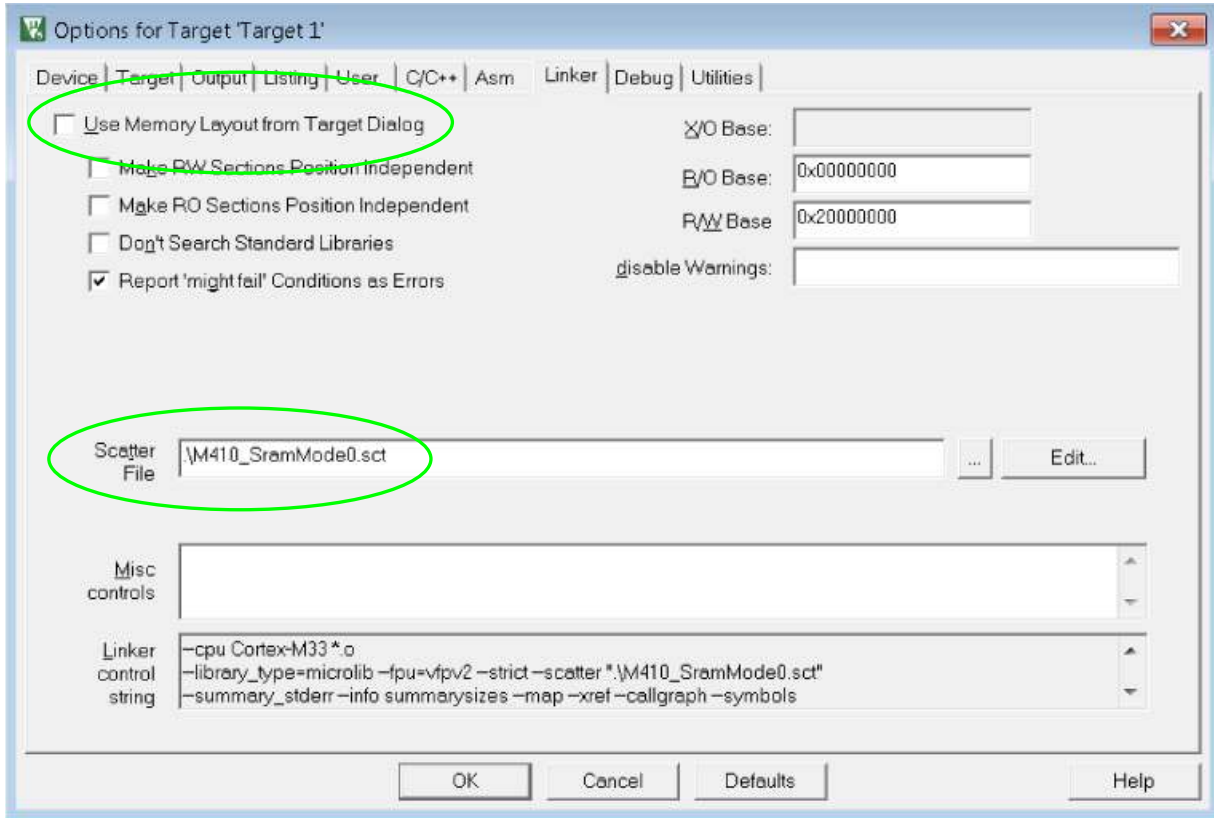 Options for Target 'Target 1'
Device Target Output Listing User C/C++ Asm Linker Debug Utilities
Use Memory Layout from Target Dialog
X/O Base:
Make RW Sections Position Independent
R/O Base: 0x00000000
Make RO Sections Position Independent
R/W Base 0x20000000
Don't Search Standard Libraries
disable Warnings:
Report 'might fail' Conditions as Errors
Scatter File .\M410_SramMode0.sct ... Edit...
Misc controls
Linker control string
–cpu Cortex-M33 *.o
–library_type=microlib –fpu=vfpv2 –strict –scatter ".\M410_SramMode0.sct"
–summary_stderr –info summarysizes –map –xref –callgraph –symbols
OK Cancel Defaults Help